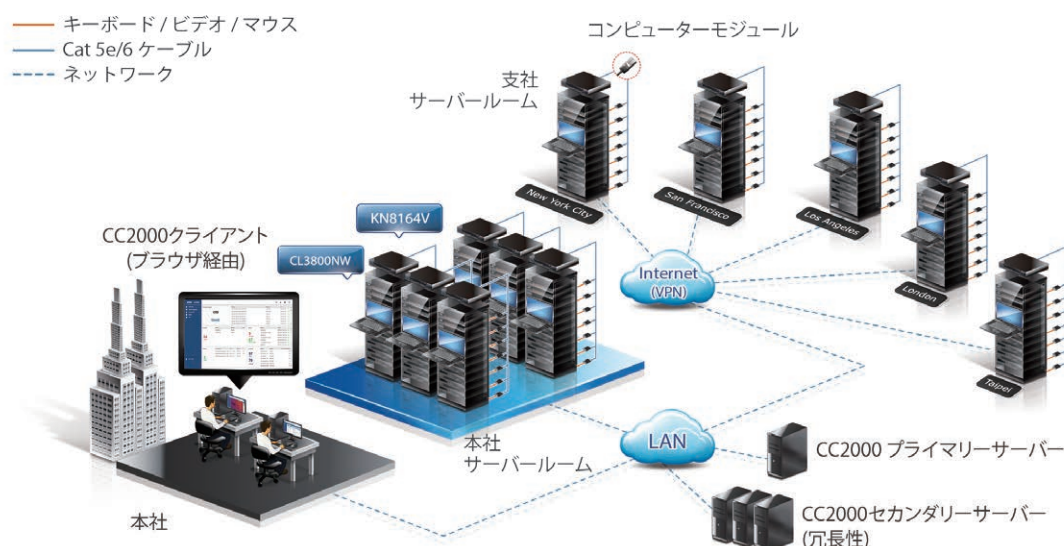 キーボード / ビデオ / マウス
Cat 5e/6 ケーブル
ネットワーク
コンピューターモジュール
支社
サーバールーム
New York City
San Francisco
Los Angeles
London
Taipei
KN8164V
CL3800NW
CC2000クライアント
(ブラウザ経由)
Internet
(VPN)
本社
サーバールーム
LAN
CC2000 プライマリーサーバー
CC2000セカンダリーサーバー
(冗長性)
本社